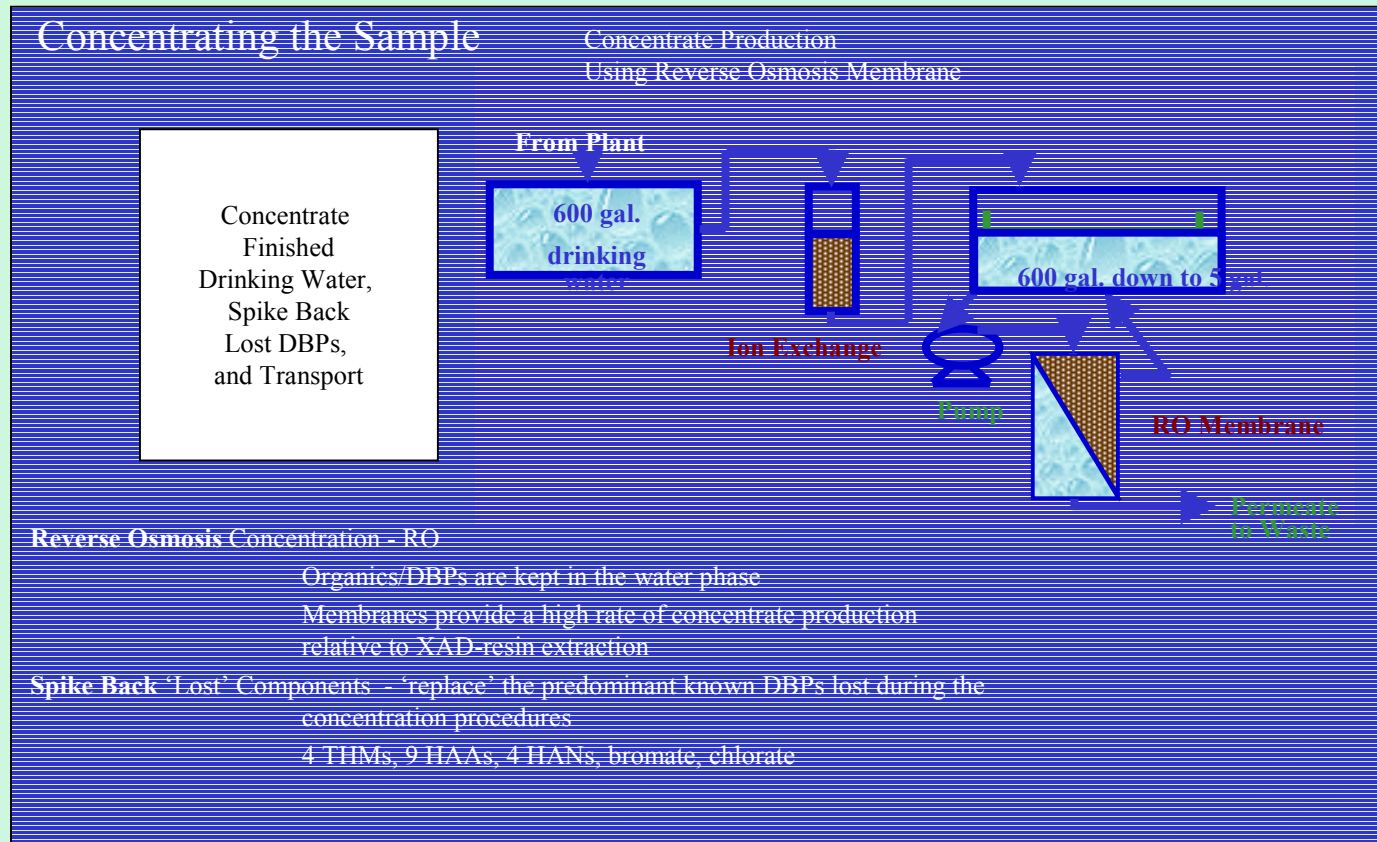 Concentrating the Sample
Concentrate Production
Using Reverse Osmosis Membrane
Concentrate
Finished
Drinking Water,
Spike Back
Lost DBPs,
and Transport
From Plant
600 gal.
drinking
water
600 gal. down to 5 gal.
Ion Exchange
Pump
RO Membrane
Permeate
to Waste
Reverse Osmosis Concentration - RO
Organics/DBPs are kept in the water phase
Membranes provide a high rate of concentrate production
relative to XAD-resin extraction
Spike Back ‘Lost’ Components - ‘replace’ the predominant known DBPs lost during the
concentration procedures
4 THMs, 9 HAAs, 4 HANs, bromate, chlorate